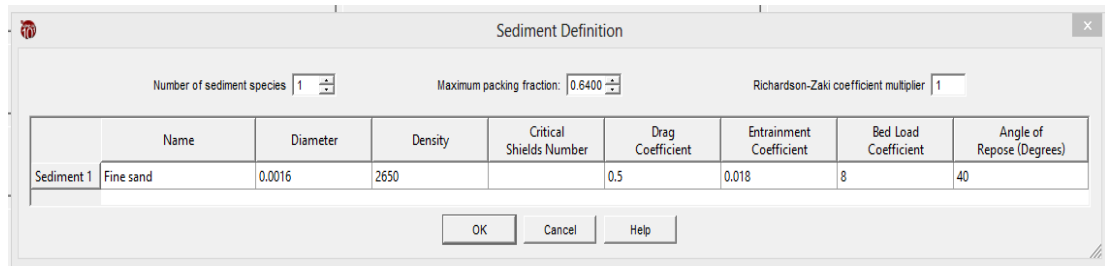 Sediment Definition
x
Number of sediment species 1 Maximum packing fraction: 0.6400 Richardson-Zaki coefficient multiplier 1
Name Diameter Density Critical Shields Number Drag Coefficient Entrainment Coefficient Bed Load Coefficient Angle of Repose (Degrees)
Sediment 1 Fine sand 0.0016 2650 0.5 0.018 8 40
OK Cancel Help